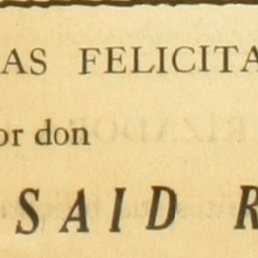 AS FELICITA
or don
SAID R